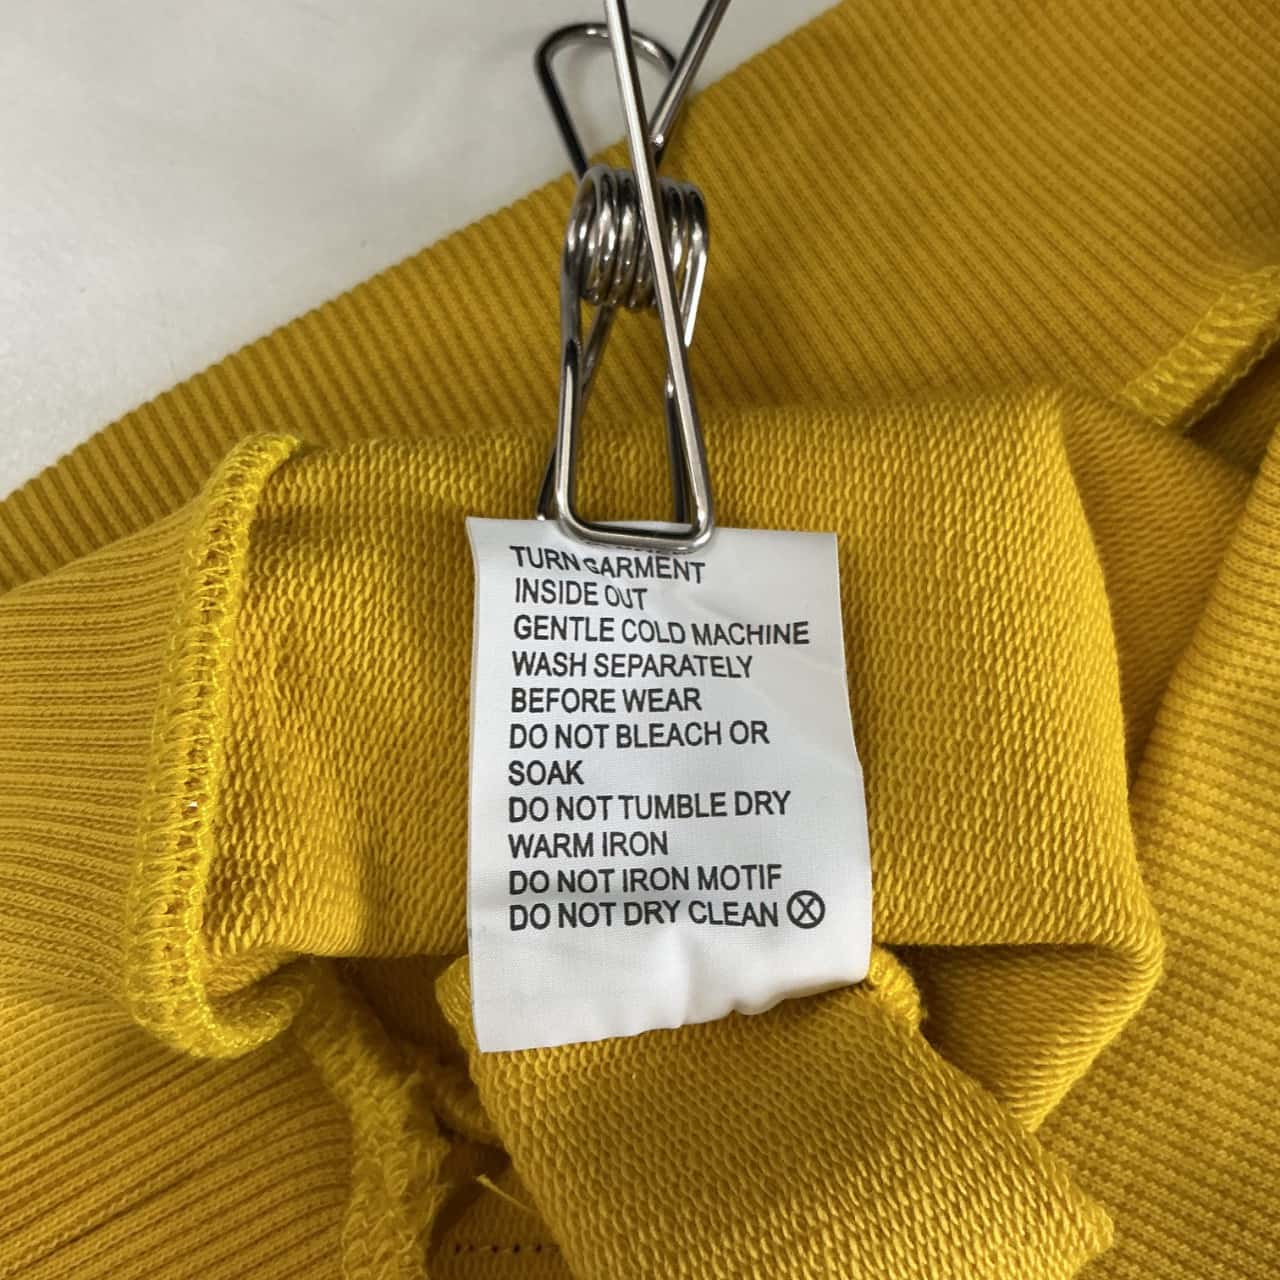 TURN GARMENT
INSIDE OUT
GENTLE COLD MACHINE
WASH SEPARATELY
BEFORE WEAR
DO NOT BLEACH OR
SOAK
DO NOT TUMBLE DRY
WARM IRON
DO NOT IRON MOTIF
DO NOT DRY CLEAN